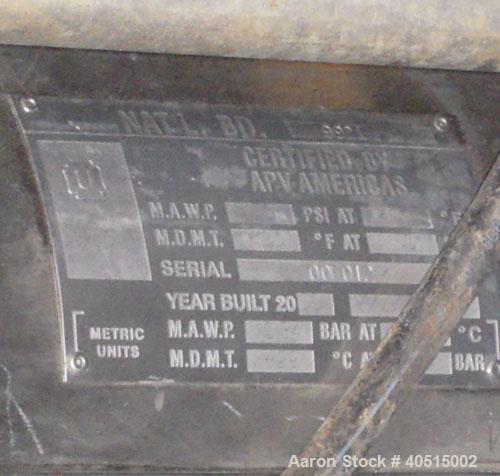 NAT'L. BD.
CERTIFIED BY
APV AMERICAS
U
M.A.W.P. PSI AT °F
M.D.M.T. °F AT
SERIAL
YEAR BUILT 20
METRIC UNITS
M.A.W.P. BAR AT °C
M.D.M.T. °C BAR
Aaron Stock # 40515002